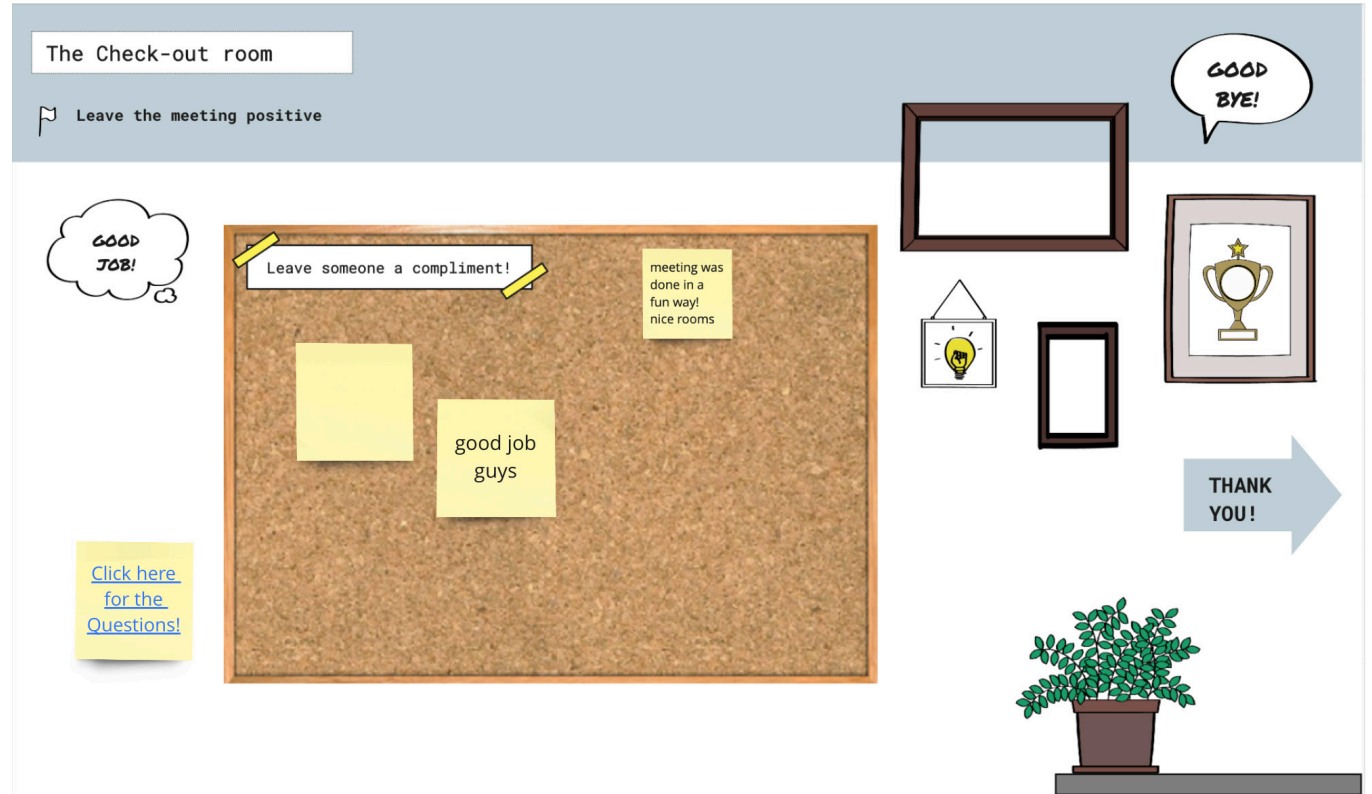 The Check-out room
Leave the meeting positive
GOOD
BYE!
GOOD
JOB!
Leave someone a compliment!
meeting was
done in a
fun way!
nice rooms
good job
guys
Click here
for the
Questions!
THANK
YOU!